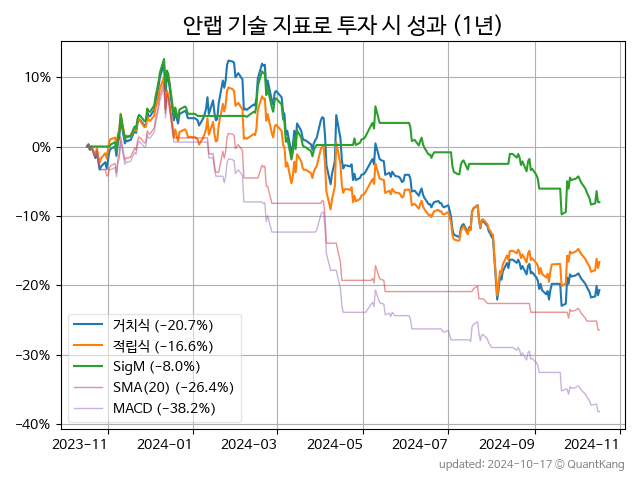 안랩 기술 지표로 투자 시 성과 (1년)
10%
0%
−10%
−20%
−30%
−40%
거치식 (−20.7%)
적립식 (−16.6%)
SigM (−8.0%)
SMA(20) (−26.4%)
MACD (−38.2%)
2023-11 2024-01 2024-03 2024-05 2024-07 2024-09 2024-11
updated: 2024-10-17 © QuantKang